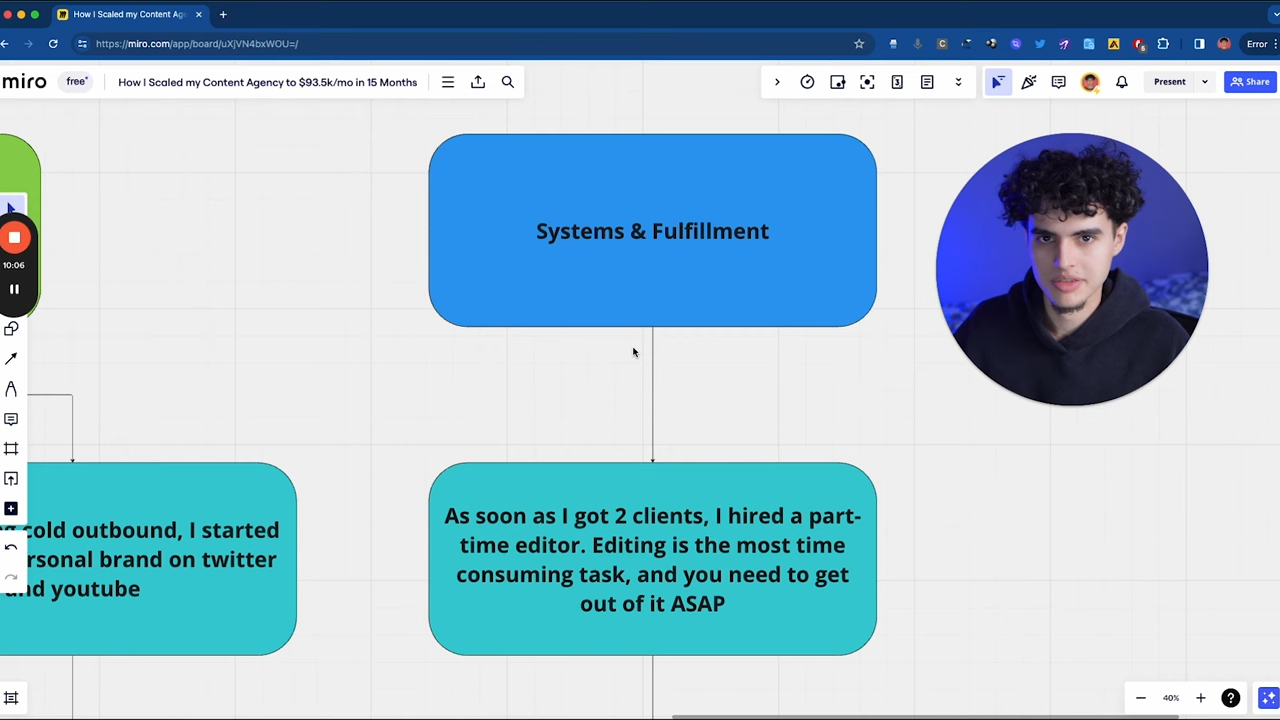 How I Scaled my Content Age
https://miro.com/app/board/uXjVN4bxWOU=/
Error
miro
free
How I Scaled my Content Agency to $93.5k/mo in 15 Months
Present
Share
Systems & Fulfillment
10:06
cold outbound, I started
rsonal brand on twitter
and youtube
As soon as I got 2 clients, I hired a part-
time editor. Editing is the most time
consuming task, and you need to get
out of it ASAP
40%